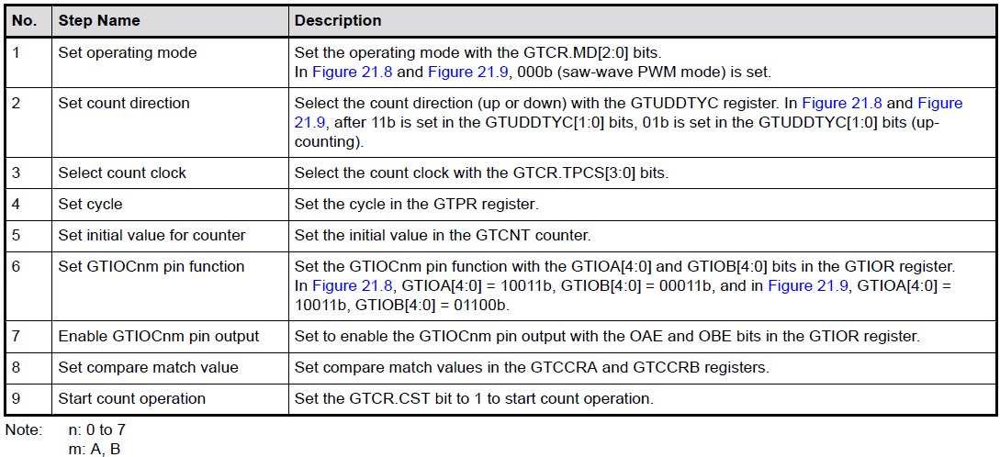 No. Step Name Description
1 Set operating mode Set the operating mode with the GTCR.MD[2:0] bits.
In Figure 21.8 and Figure 21.9, 000b (saw-wave PWM mode) is set.
2 Set count direction Select the count direction (up or down) with the GTUDDTYC register. In Figure 21.8 and Figure
21.9, after 11b is set in the GTUDDTYC[1:0] bits, 01b is set in the GTUDDTYC[1:0] bits (up-
counting).
3 Select count clock Select the count clock with the GTCR.TPCS[3:0] bits.
4 Set cycle Set the cycle in the GTPR register.
5 Set initial value for counter Set the initial value in the GTCNT counter.
6 Set GTIOCnm pin function Set the GTIOCnm pin function with the GTIOA[4:0] and GTIOB[4:0] bits in the GTIOR register.
In Figure 21.8, GTIOA[4:0] = 10011b, GTIOB[4:0] = 00011b, and in Figure 21.9, GTIOA[4:0] =
10011b, GTIOB[4:0] = 01100b.
7 Enable GTIOCnm pin output Set to enable the GTIOCnm pin output with the OAE and OBE bits in the GTIOR register.
8 Set compare match value Set compare match values in the GTCCRA and GTCCRB registers.
9 Start count operation Set the GTCR.CST bit to 1 to start count operation.
Note: n: 0 to 7
m: A, B